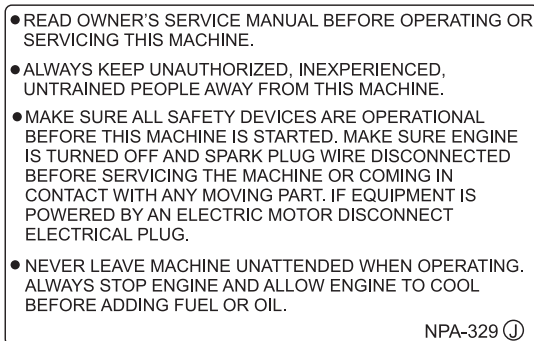 ● READ OWNER'S SERVICE MANUAL BEFORE OPERATING OR
SERVICING THIS MACHINE.
● ALWAYS KEEP UNAUTHORIZED, INEXPERIENCED,
UNTRAINED PEOPLE AWAY FROM THIS MACHINE.
● MAKE SURE ALL SAFETY DEVICES ARE OPERATIONAL
BEFORE THIS MACHINE IS STARTED. MAKE SURE ENGINE
IS TURNED OFF AND SPARK PLUG WIRE DISCONNECTED
BEFORE SERVICING THE MACHINE OR COMING IN
CONTACT WITH ANY MOVING PART. IF EQUIPMENT IS
POWERED BY AN ELECTRIC MOTOR DISCONNECT
ELECTRICAL PLUG.
● NEVER LEAVE MACHINE UNATTENDED WHEN OPERATING.
ALWAYS STOP ENGINE AND ALLOW ENGINE TO COOL
BEFORE ADDING FUEL OR OIL.
NPA-329 Ⓙ